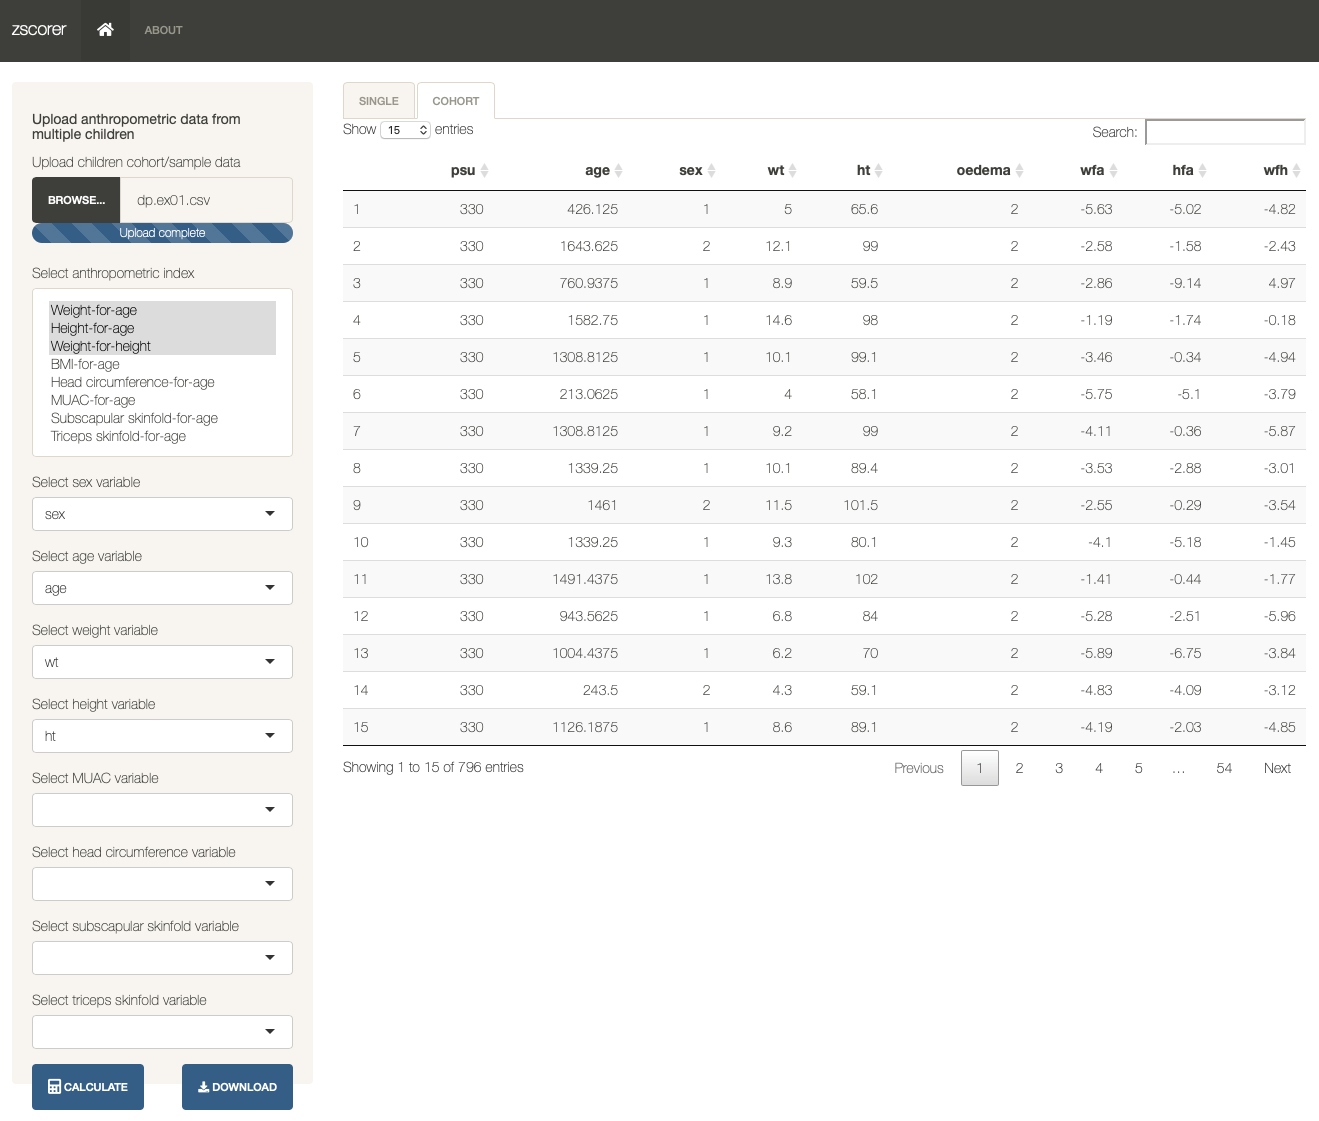 zscorer
ABOUT
Upload anthropometric data from
multiple children
Upload children cohort/sample data
BROWSE... dp.ex01.csv
Upload complete
Select anthropometric index
Weight-for-age
Height-for-age
Weight-for-height
BMI-for-age
Head circumference-for-age
MUAC-for-age
Subscapular skinfold-for-age
Triceps skinfold-for-age
Select sex variable
sex
Select age variable
age
Select weight variable
wt
Select height variable
ht
Select MUAC variable
Select head circumference variable
Select subscapular skinfold variable
Select triceps skinfold variable
CALCULATE DOWNLOAD
SINGLE COHORT
Show 15 entries Search:
psu age sex wt ht oedema wfa hfa wfh
1 330 426.125 1 5 65.6 2 -5.63 -5.02 -4.82
2 330 1643.625 2 12.1 99 2 -2.58 -1.58 -2.43
3 330 760.9375 1 8.9 59.5 2 -2.86 -9.14 4.97
4 330 1582.75 1 14.6 98 2 -1.19 -1.74 -0.18
5 330 1308.8125 1 10.1 99.1 2 -3.46 -0.34 -4.94
6 330 213.0625 1 4 58.1 2 -5.75 -5.1 -3.79
7 330 1308.8125 1 9.2 99 2 -4.11 -0.36 -5.87
8 330 1339.25 1 10.1 89.4 2 -3.53 -2.88 -3.01
9 330 1461 2 11.5 101.5 2 -2.55 -0.29 -3.54
10 330 1339.25 1 9.3 80.1 2 -4.1 -5.18 -1.45
11 330 1491.4375 1 13.8 102 2 -1.41 -0.44 -1.77
12 330 943.5625 1 6.8 84 2 -5.28 -2.51 -5.96
13 330 1004.4375 1 6.2 70 2 -5.89 -6.75 -3.84
14 330 243.5 2 4.3 59.1 2 -4.83 -4.09 -3.12
15 330 1126.1875 1 8.6 89.1 2 -4.19 -2.03 -4.85
Showing 1 to 15 of 796 entries Previous 1 2 3 4 5 … 54 Next